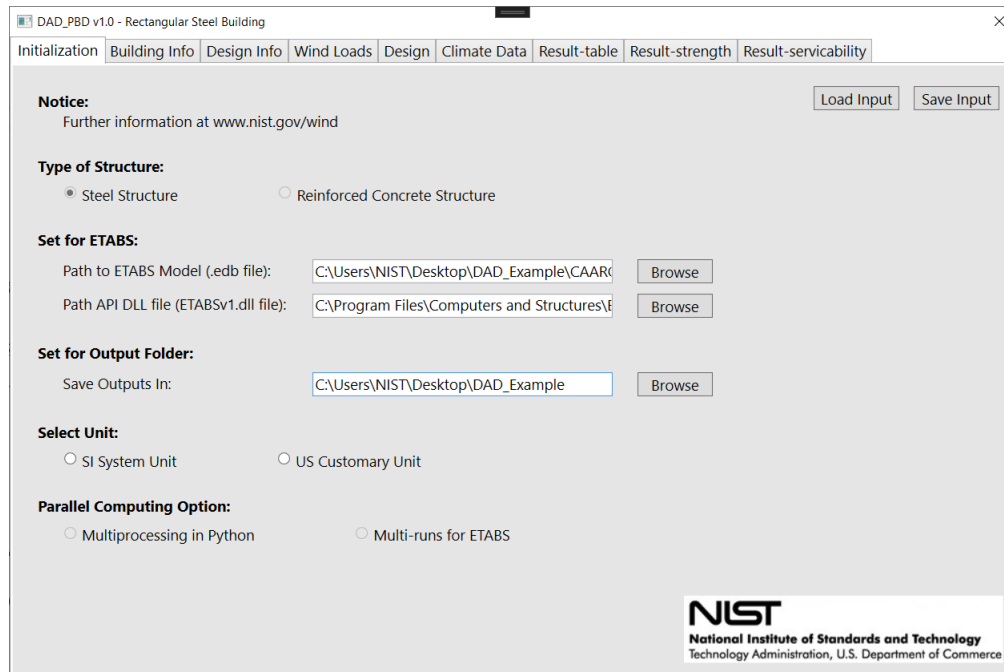 DAD_PBD v1.0 - Rectangular Steel Building
Initialization Building Info Design Info Wind Loads Design Climate Data Result-table Result-strength Result-servicability
Load Input Save Input
Notice:
Further information at www.nist.gov/wind
Type of Structure:
Steel Structure Reinforced Concrete Structure
Set for ETABS:
Path to ETABS Model (.edb file): C:\Users\NIST\Desktop\DAD_Example\CAARC Browse
Path API DLL file (ETABSv1.dll file): C:\Program Files\Computers and Structures\E Browse
Set for Output Folder:
Save Outputs In: C:\Users\NIST\Desktop\DAD_Example Browse
Select Unit:
SI System Unit US Customary Unit
Parallel Computing Option:
Multiprocessing in Python Multi-runs for ETABS
NIST
National Institute of Standards and Technology
Technology Administration, U.S. Department of Commerce